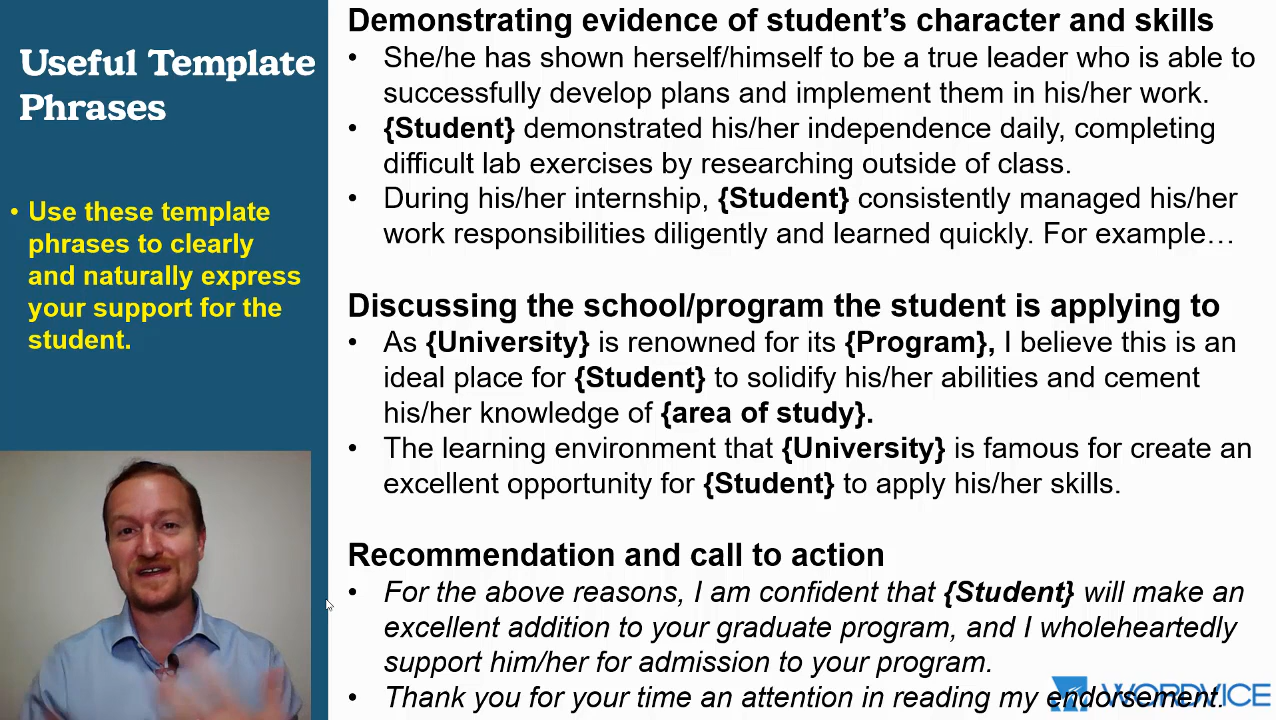 Useful Template
Phrases
• Use these template
phrases to clearly
and naturally express
your support for the
student.
Demonstrating evidence of student's character and skills
• She/he has shown herself/himself to be a true leader who is able to
successfully develop plans and implement them in his/her work.
• {Student} demonstrated his/her independence daily, completing
difficult lab exercises by researching outside of class.
• During his/her internship, {Student} consistently managed his/her
work responsibilities diligently and learned quickly. For example…
Discussing the school/program the student is applying to
• As {University} is renowned for its {Program}, I believe this is an
ideal place for {Student} to solidify his/her abilities and cement
his/her knowledge of {area of study}.
• The learning environment that {University} is famous for create an
excellent opportunity for {Student} to apply his/her skills.
Recommendation and call to action
• For the above reasons, I am confident that {Student} will make an
excellent addition to your graduate program, and I wholeheartedly
support him/her for admission to your program.
• Thank you for your time an attention in reading my endorsement.
WORDVICE